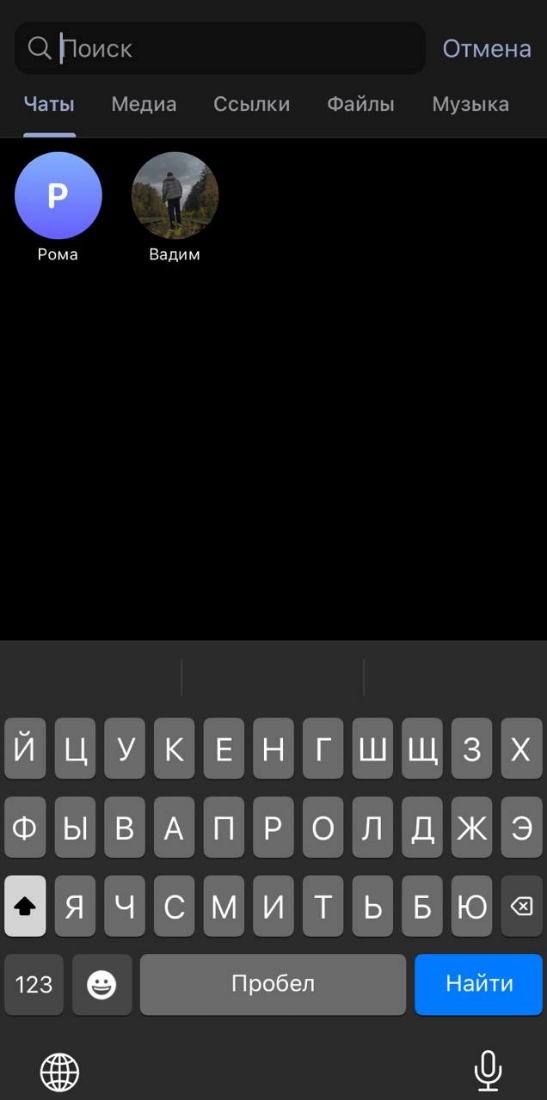 Поиск Отмена
Чаты Медиа Ссылки Файлы Музыка
Р
Рома Вадим
Й Ц У К Е Н Г Ш Щ З Х
Ф Ы В А П Р О Л Д Ж Э
Я Ч С М И Т Ь Б Ю
123 Пробел Найти